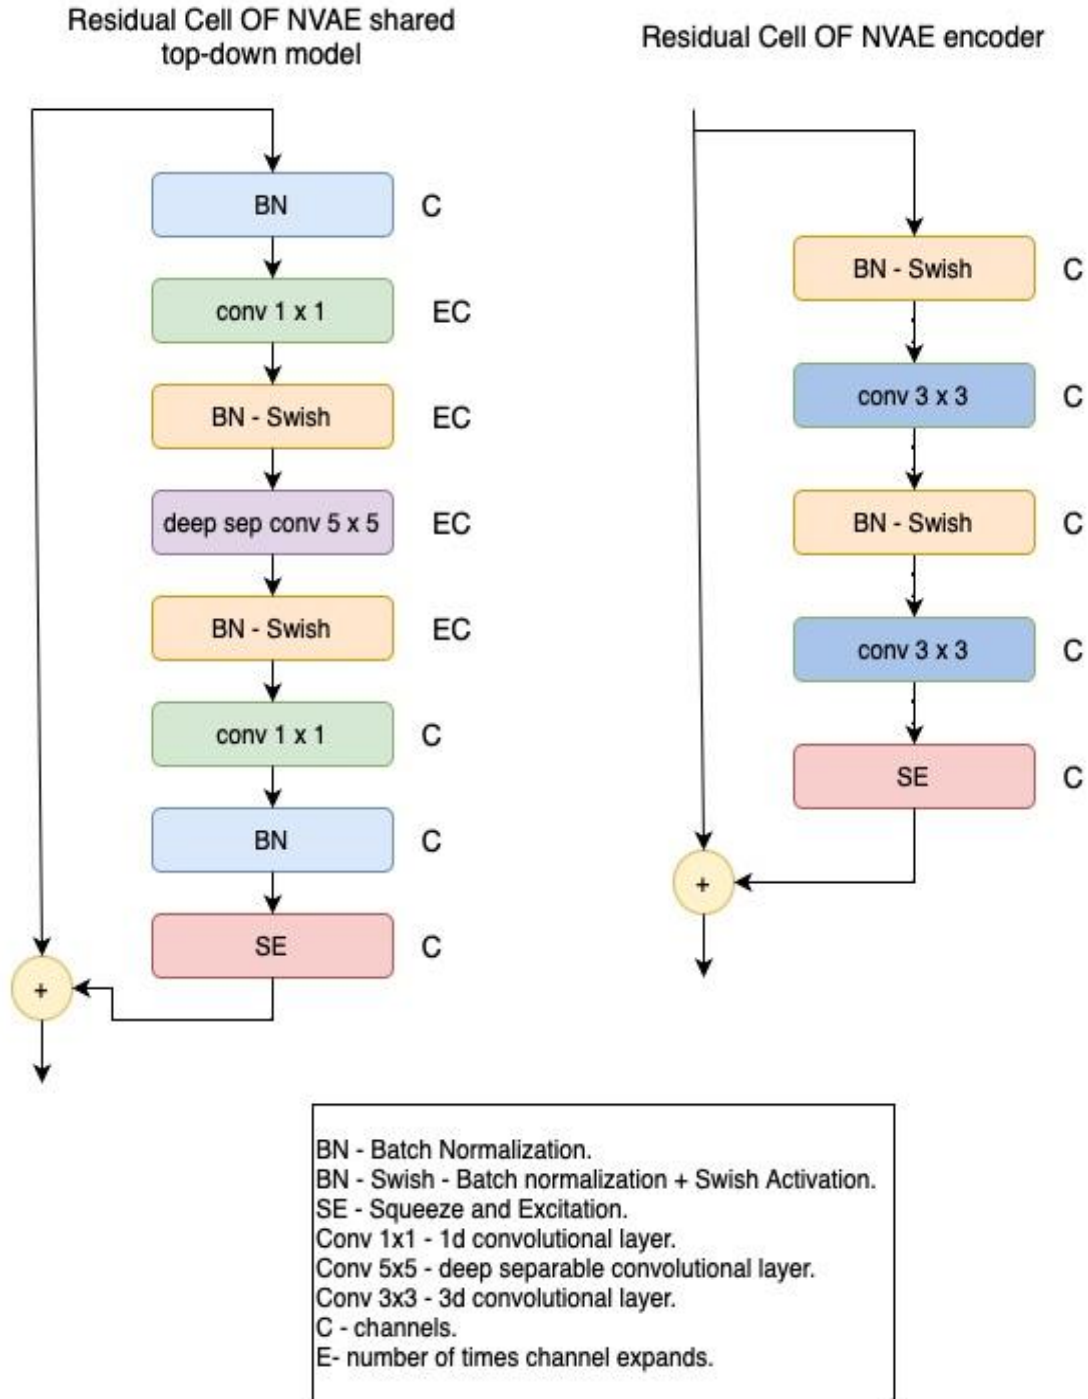 Residual Cell OF NVAE shared
top-down model
BN
C
conv 1 x 1
EC
BN - Swish
EC
deep sep conv 5 x 5
EC
BN - Swish
EC
conv 1 x 1
C
BN
C
SE
C
+
Residual Cell OF NVAE encoder
BN - Swish
C
conv 3 x 3
C
BN - Swish
C
conv 3 x 3
C
SE
C
+
BN - Batch Normalization.
BN - Swish - Batch normalization + Swish Activation.
SE - Squeeze and Excitation.
Conv 1x1 - 1d convolutional layer.
Conv 5x5 - deep separable convolutional layer.
Conv 3x3 - 3d convolutional layer.
C - channels.
E- number of times channel expands.